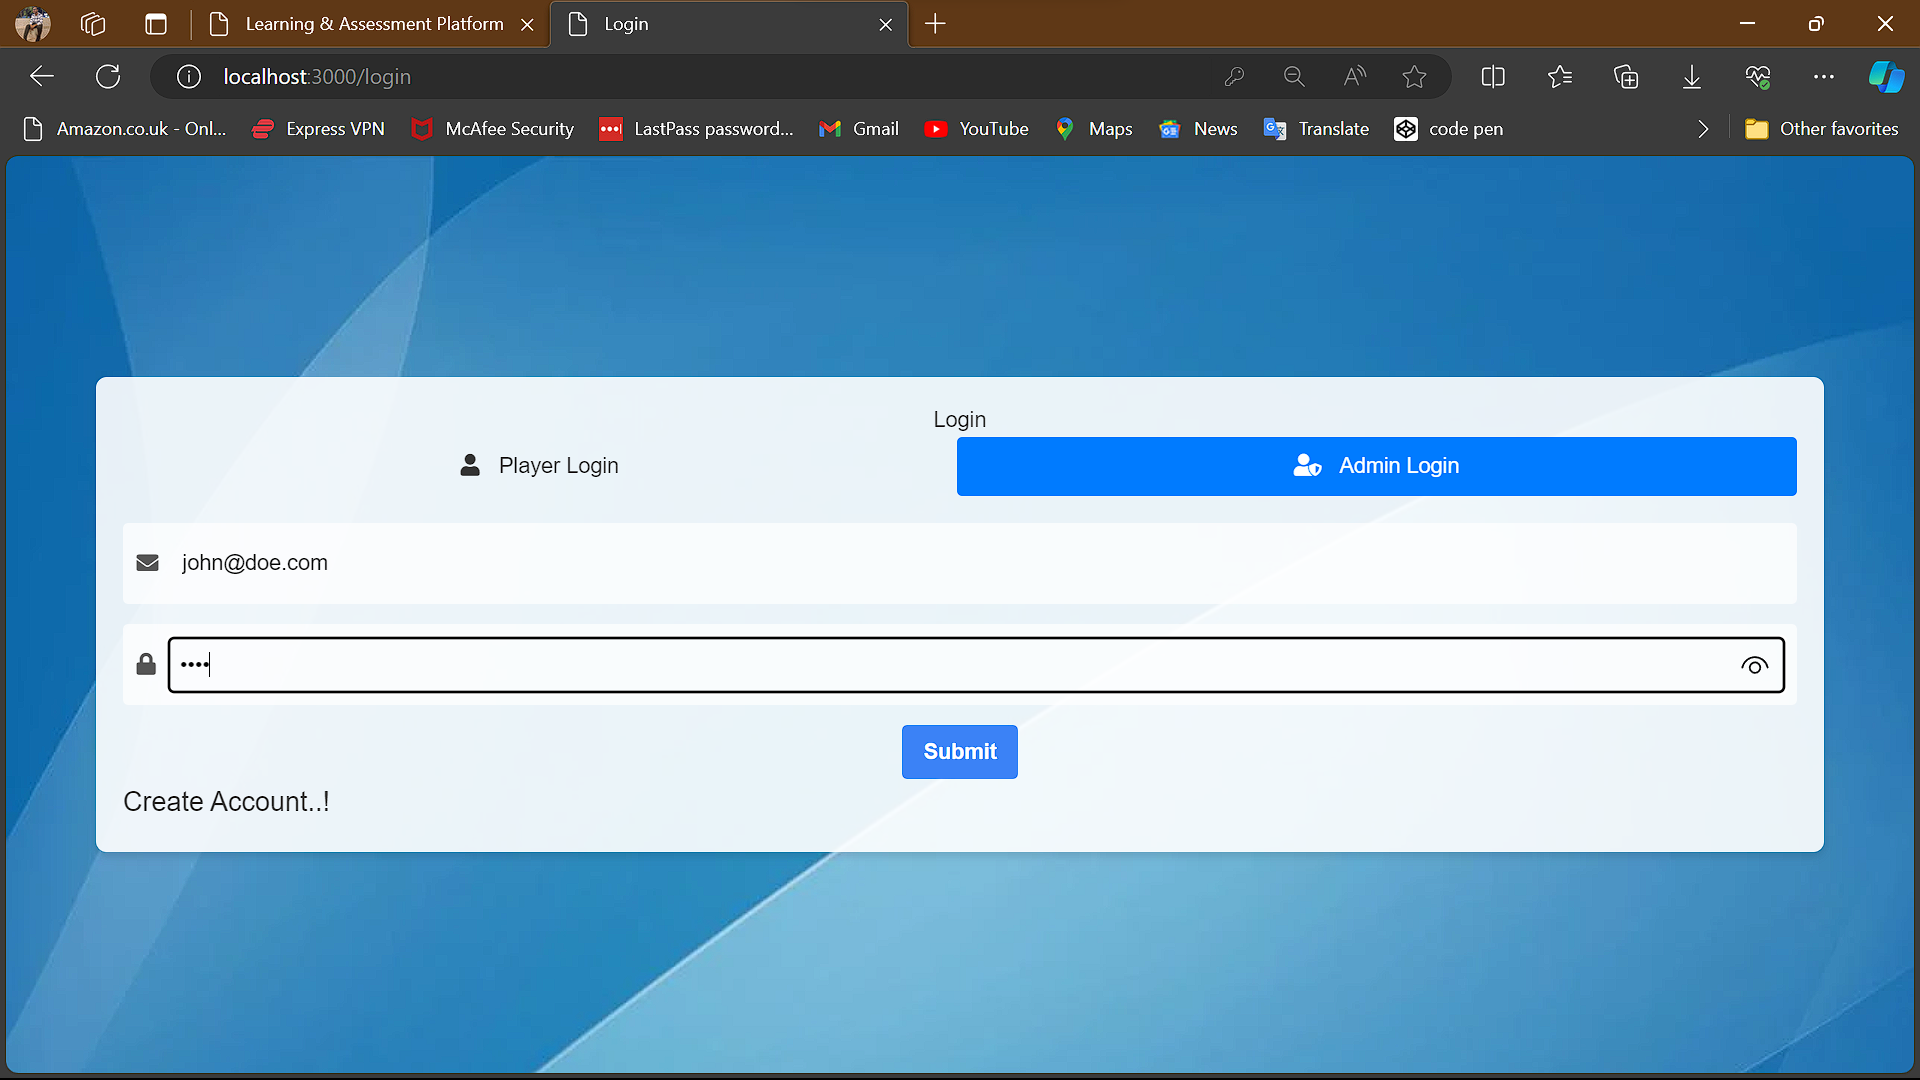 Learning & Assessment Platform
Login
localhost:3000/login
Amazon.co.uk - Onl...
Express VPN
McAfee Security
LastPass password...
Gmail
YouTube
Maps
News
Translate
code pen
Other favorites
Login
Player Login
Admin Login
john@doe.com
••••
Submit
Create Account..!